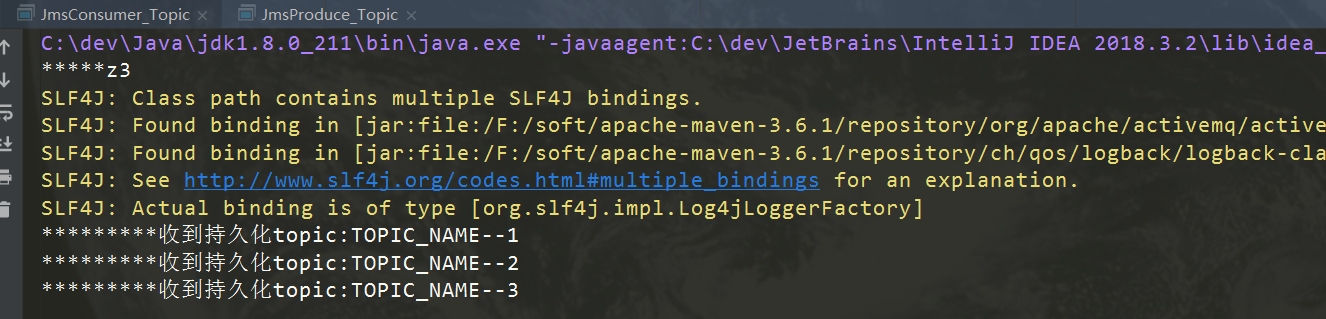 JmsConsumer_Topic × JmsProduce_Topic ×
C:\dev\Java\jdk1.8.0_211\bin\java.exe "-javaagent:C:\dev\JetBrains\IntelliJ IDEA 2018.3.2\lib\idea_
*****z3
SLF4J: Class path contains multiple SLF4J bindings.
SLF4J: Found binding in [jar:file:/F:/soft/apache-maven-3.6.1/repository/org/apache/activemq/active
SLF4J: Found binding in [jar:file:/F:/soft/apache-maven-3.6.1/repository/ch/qos/logback/logback-cla
SLF4J: See http://www.slf4j.org/codes.html#multiple_bindings for an explanation.
SLF4J: Actual binding is of type [org.slf4j.impl.Log4jLoggerFactory]
*********收到持久化topic:TOPIC_NAME--1
*********收到持久化topic:TOPIC_NAME--2
*********收到持久化topic:TOPIC_NAME--3